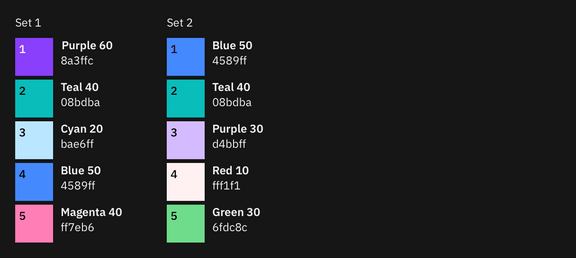 Set 1
1
Purple 60
8a3ffc
2
Teal 40
08bdba
3
Cyan 20
bae6ff
4
Blue 50
4589ff
5
Magenta 40
ff7eb6
Set 2
1
Blue 50
4589ff
2
Teal 40
08bdba
3
Purple 30
d4bbff
4
Red 10
fff1f1
5
Green 30
6fdc8c